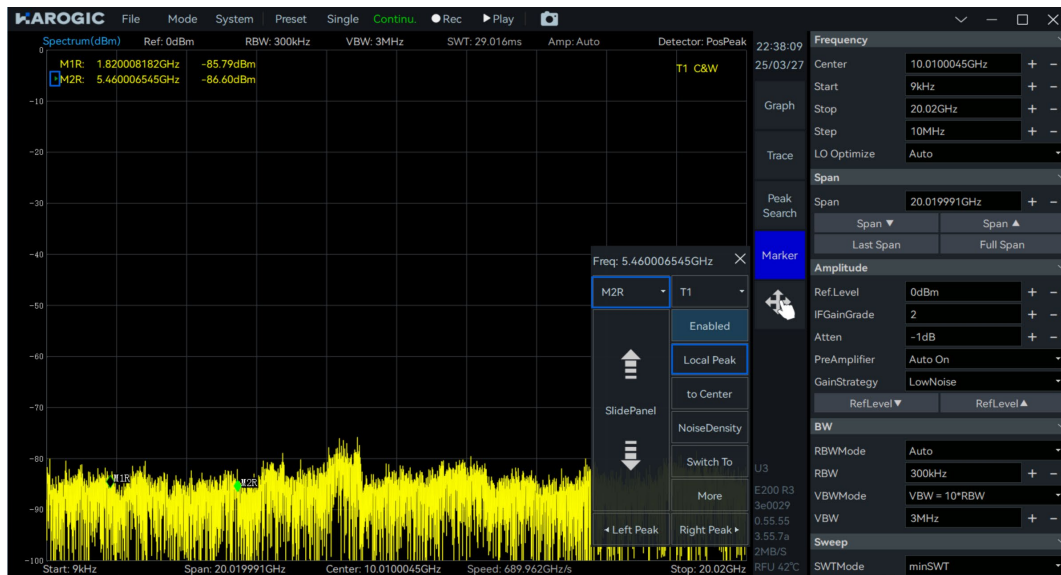 HAROGIC File Mode System Preset Single Continu. Rec Play
Spectrum(dBm) Ref: 0dBm RBW: 300kHz VBW: 3MHz SWT: 29.016ms Amp: Auto Detector: PosPeak
M1R: 1.820008182GHz -85.79dBm
M2R: 5.460006545GHz -86.60dBm
T1 C&W
0
-10
-20
-30
-40
-50
-60
-70
-80
-90
-100
M1R
M2R
Start: 9kHz Span: 20.019991GHz Center: 10.0100045GHz Speed: 689.962GHz/s Stop: 20.02GHz
Freq: 5.460006545GHz
M2R T1
Enabled
Local Peak
to Center
SlidePanel
NoiseDensity
Switch To
More
Left Peak Right Peak
22:38:09
25/03/27
Graph
Trace
Peak
Search
Marker
U3
E200 R3
3e0029
0.55.55
3.55.7a
2MB/S
RFU 42℃
Frequency
Center 10.0100045GHz + -
Start 9kHz + -
Stop 20.02GHz + -
Step 10MHz + -
LO Optimize Auto
Span
Span 20.019991GHz + -
Span ▼ Span ▲
Last Span Full Span
Amplitude
Ref.Level 0dBm + -
IFGainGrade 2 + -
Atten -1dB + -
PreAmplifier Auto On
GainStrategy LowNoise
RefLevel▼ RefLevel▲
BW
RBWMode Auto
RBW 300kHz + -
VBWMode VBW = 10*RBW
VBW 3MHz + -
Sweep
SWTMode minSWT